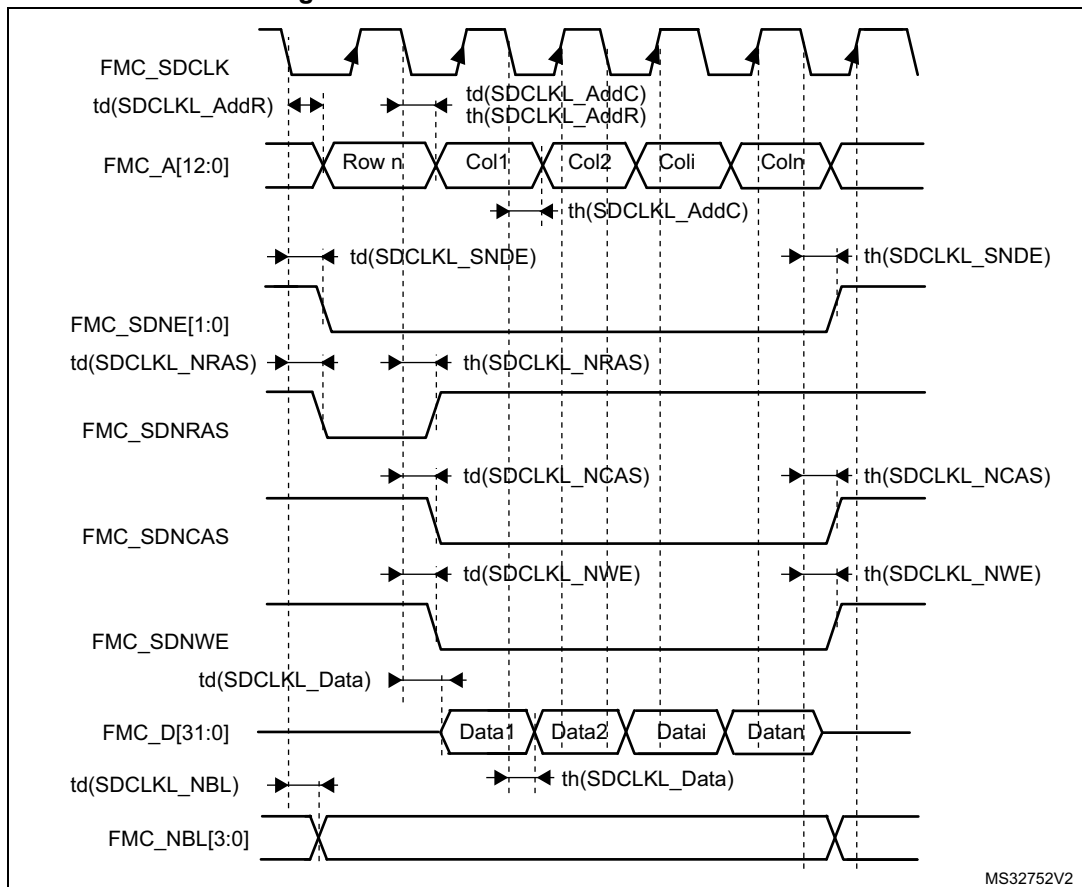 FMC_SDCLK
td(SDCLKL_AddR)
td(SDCLKL_AddC)
th(SDCLKL_AddR)
FMC_A[12:0]
Row n
Col1
Col2
Coli
Coln
th(SDCLKL_AddC)
td(SDCLKL_SNDE)
th(SDCLKL_SNDE)
FMC_SDNE[1:0]
td(SDCLKL_NRAS)
th(SDCLKL_NRAS)
FMC_SDNRAS
td(SDCLKL_NCAS)
th(SDCLKL_NCAS)
FMC_SDNCAS
td(SDCLKL_NWE)
th(SDCLKL_NWE)
FMC_SDNWE
td(SDCLKL_Data)
FMC_D[31:0]
Data1
Data2
Datai
Datan
th(SDCLKL_Data)
td(SDCLKL_NBL)
FMC_NBL[3:0]
MS32752V2